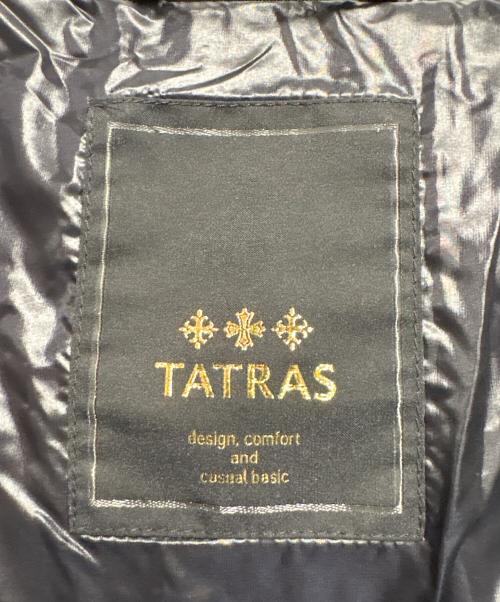 TATRAS
design, comfort
and
casual basic